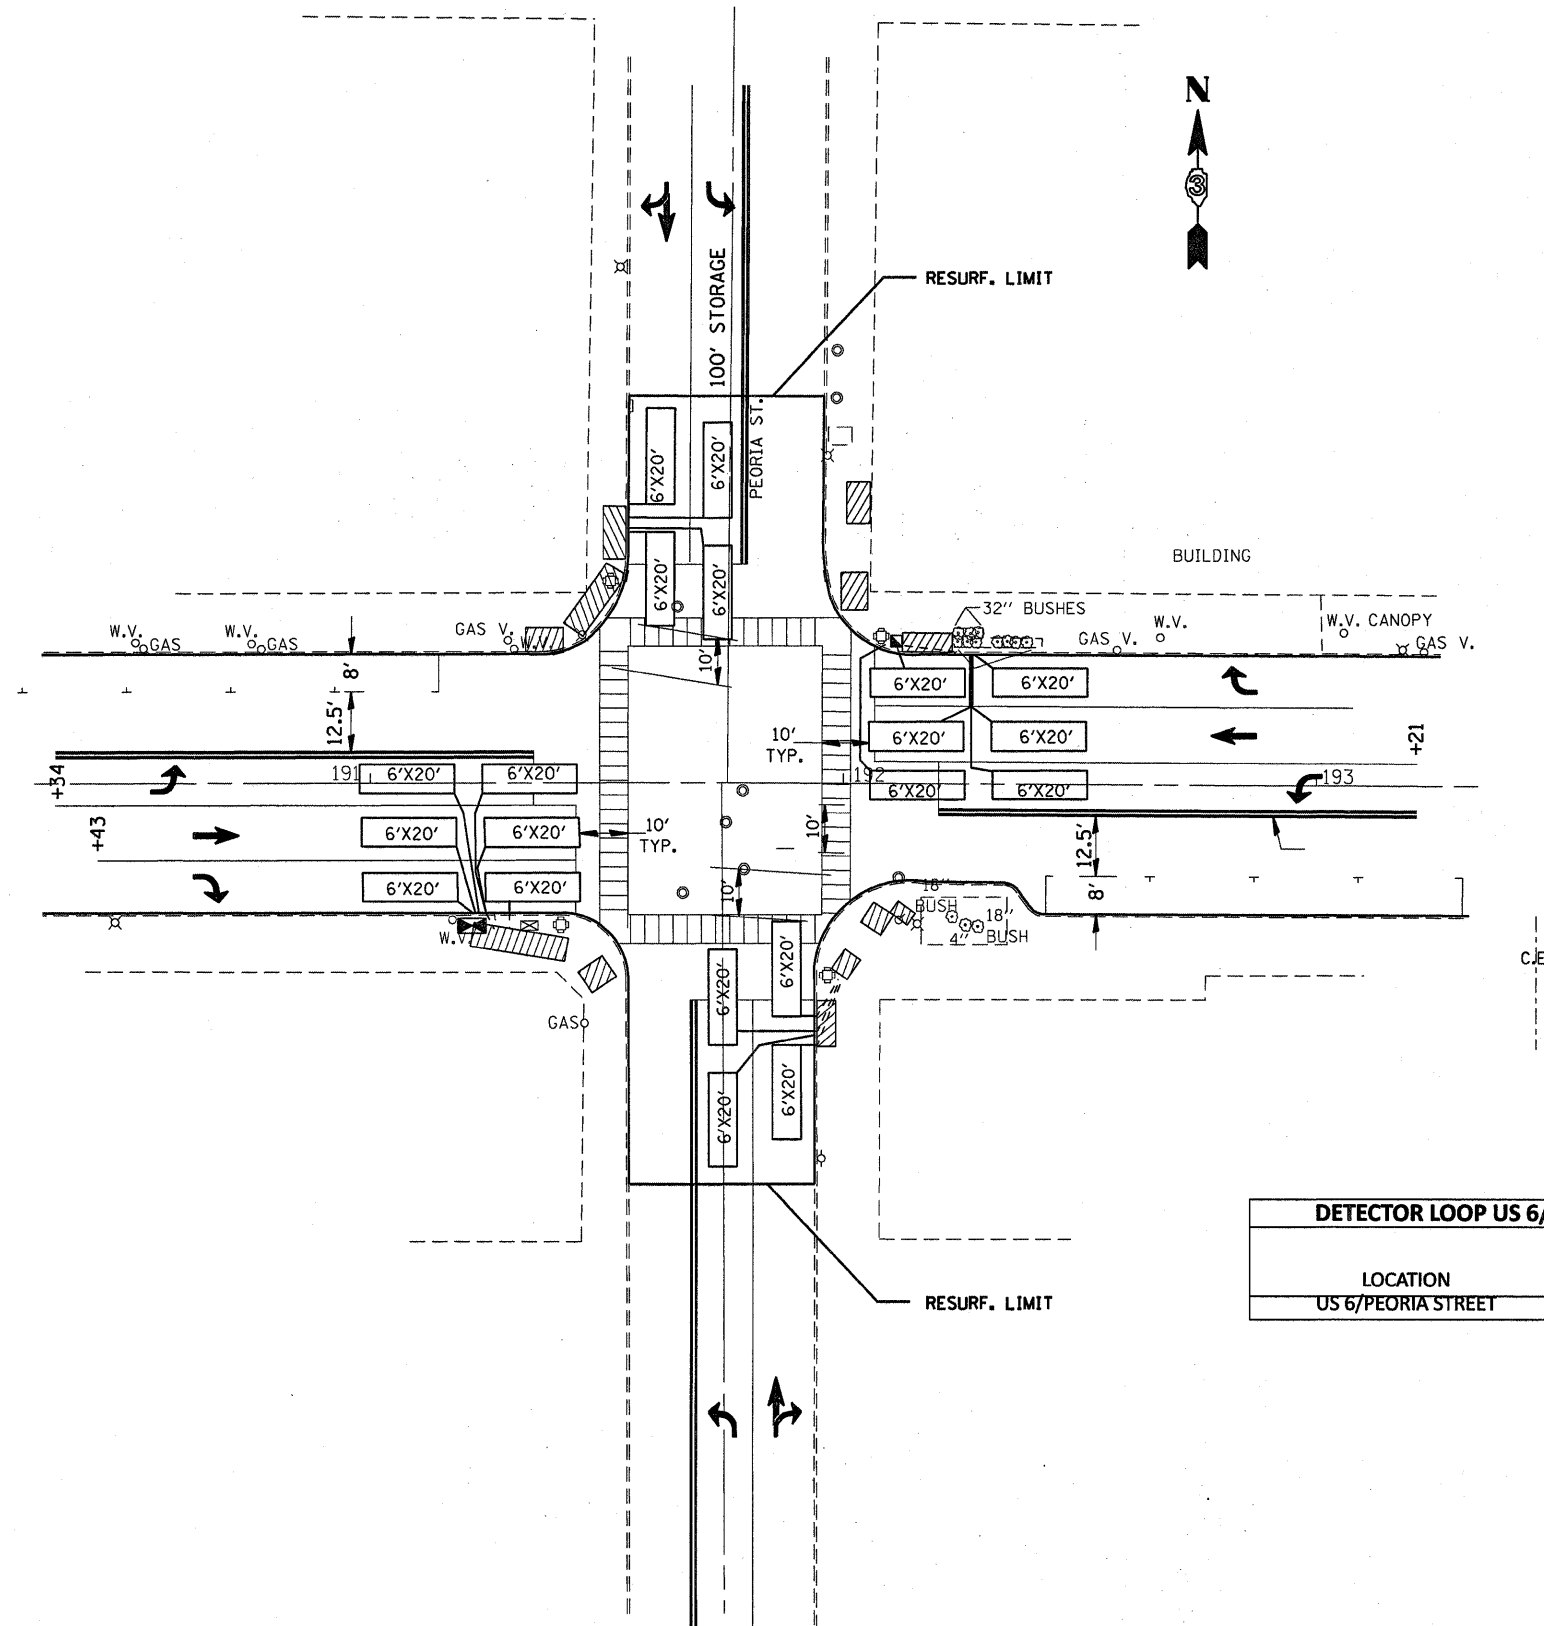 N
3
100' STORAGE
RESURF. LIMIT
PEORIA ST.
6'X20'
6'X20'
6'X20'
6'X20'
BUILDING
32'' BUSHES
W.V.
GAS
W.V.
GAS
GAS V.
W.V.
GAS V.
W.V.
W.V. CANOPY
GAS V.
8'
12.5'
10'
6'X20'
6'X20'
6'X20'
6'X20'
6'X20'
6'X20'
10'
TYP.
+21
192
193
+34
191
6'X20'
6'X20'
6'X20'
6'X20'
6'X20'
6'X20'
+43
10'
TYP.
10'
10'
12.5'
8'
18''
BUSH
18''
BUSH
4''
W.V.
GAS
6'X20'
6'X20'
6'X20'
6'X20'
C.E
DETECTOR LOOP US 6/
LOCATION
US 6/PEORIA STREET
RESURF. LIMIT